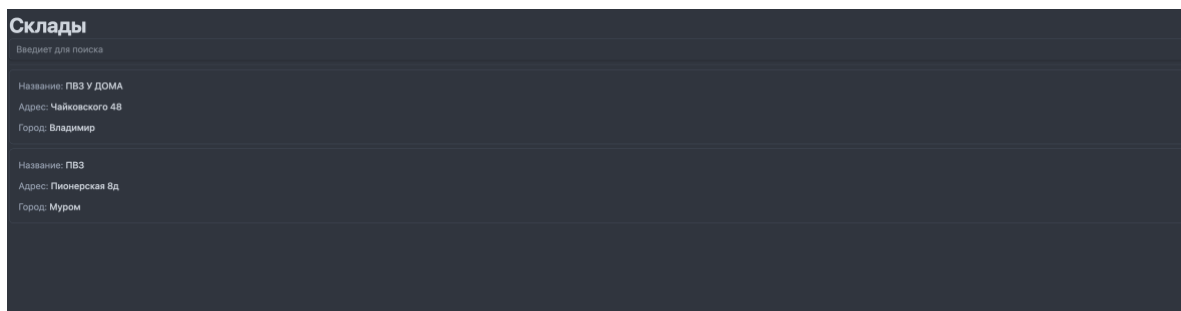 Склады
Введиет для поиска
Название: ПВЗ У ДОМА
Адрес: Чайковского 48
Город: Владимир
Название: ПВЗ
Адрес: Пионерская 8д
Город: Муром